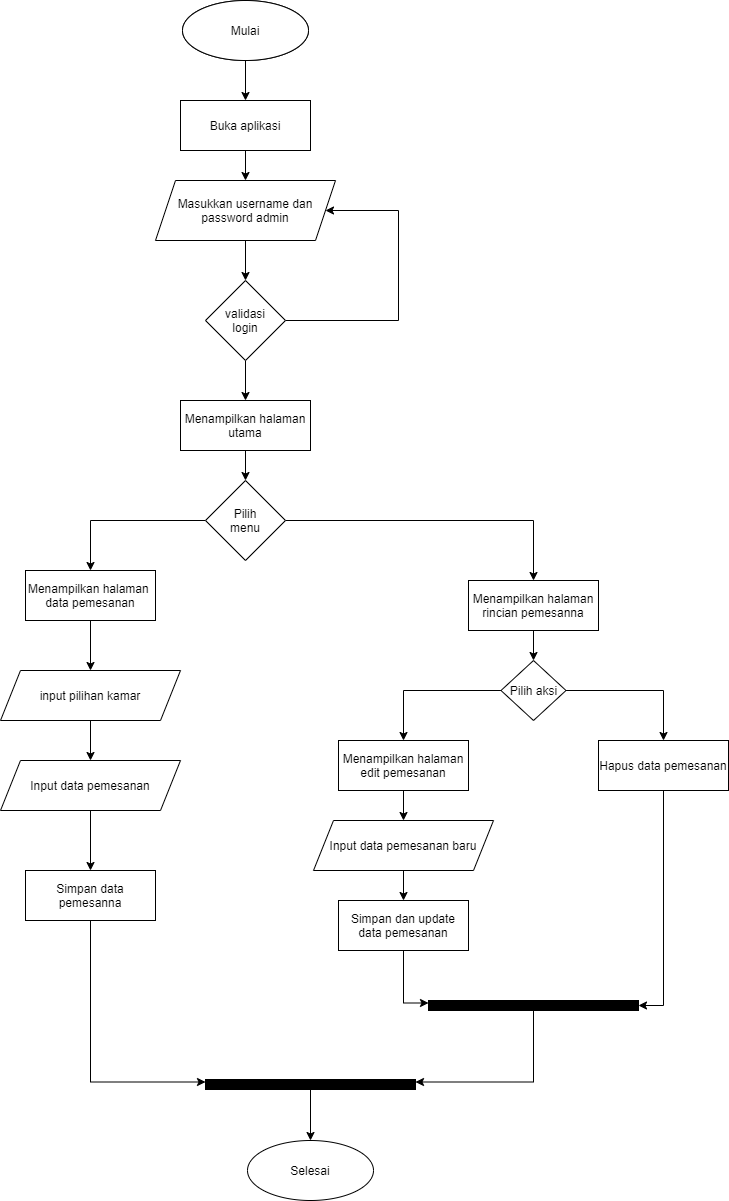 Mulai
Buka aplikasi
Masukkan username dan
password admin
validasi
login
Menampilkan halaman
utama
Pilih
menu
Menampilkan halaman
data pemesanan
input pilihan kamar
Input data pemesanan
Simpan data
pemesanna
Menampilkan halaman
rincian pemesanna
Pilih aksi
Menampilkan halaman
edit pemesanan
Input data pemesanan baru
Simpan dan update
data pemesanan
Hapus data pemesanan
Selesai